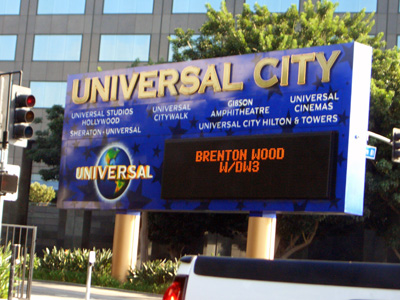 UNIVERSAL CITY
UNIVERSAL STUDIOS
HOLLYWOOD
UNIVERSAL
CITYWALK
GIBSON
AMPHITHEATRE
UNIVERSAL
CINEMAS
SHERATON-UNIVERSAL
UNIVERSAL CITY HILTON & TOWERS
UNIVERSAL
BRENTON WOOD
W/DW3